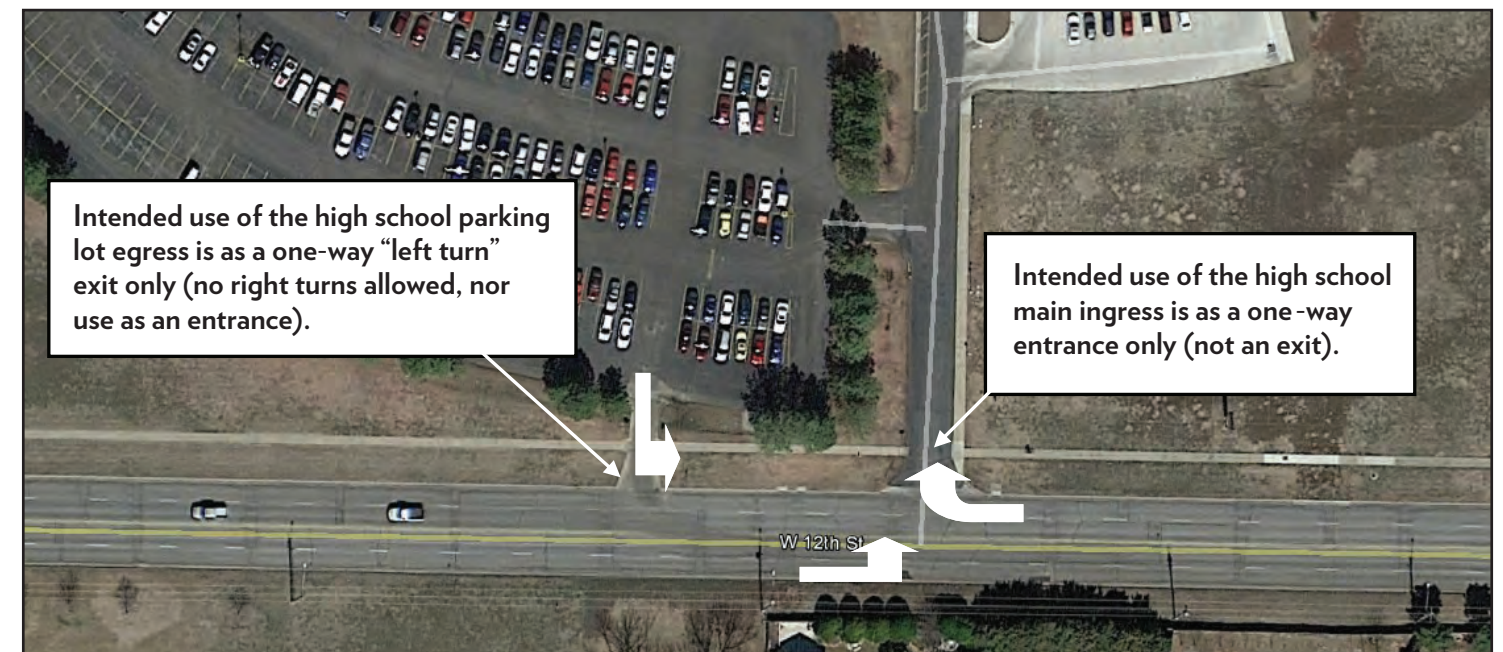 Intended use of the high school parking
lot egress is as a one-way “left turn”
exit only (no right turns allowed, nor
use as an entrance).
Intended use of the high school
main ingress is as a one-way
entrance only (not an exit).
W 12th St